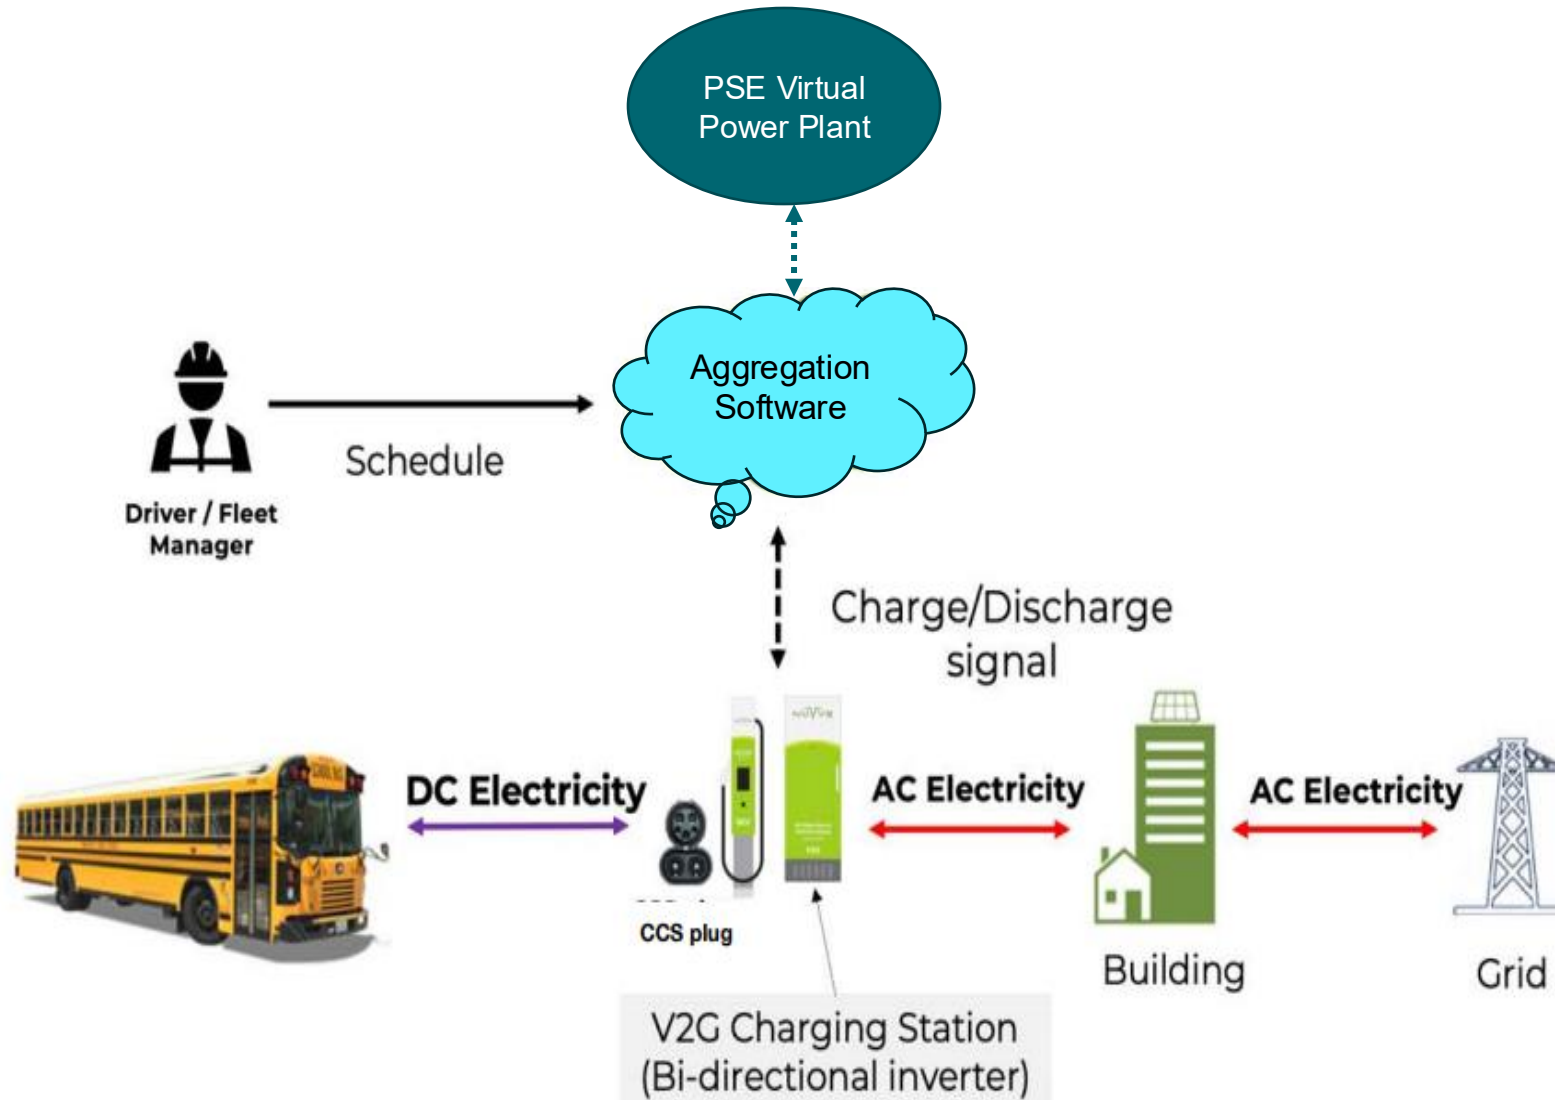 PSE Virtual
Power Plant
Aggregation
Software
Schedule
Driver / Fleet
Manager
Charge/Discharge
signal
DC Electricity
AC Electricity
AC Electricity
CCS plug
Building
Grid
V2G Charging Station
(Bi-directional inverter)